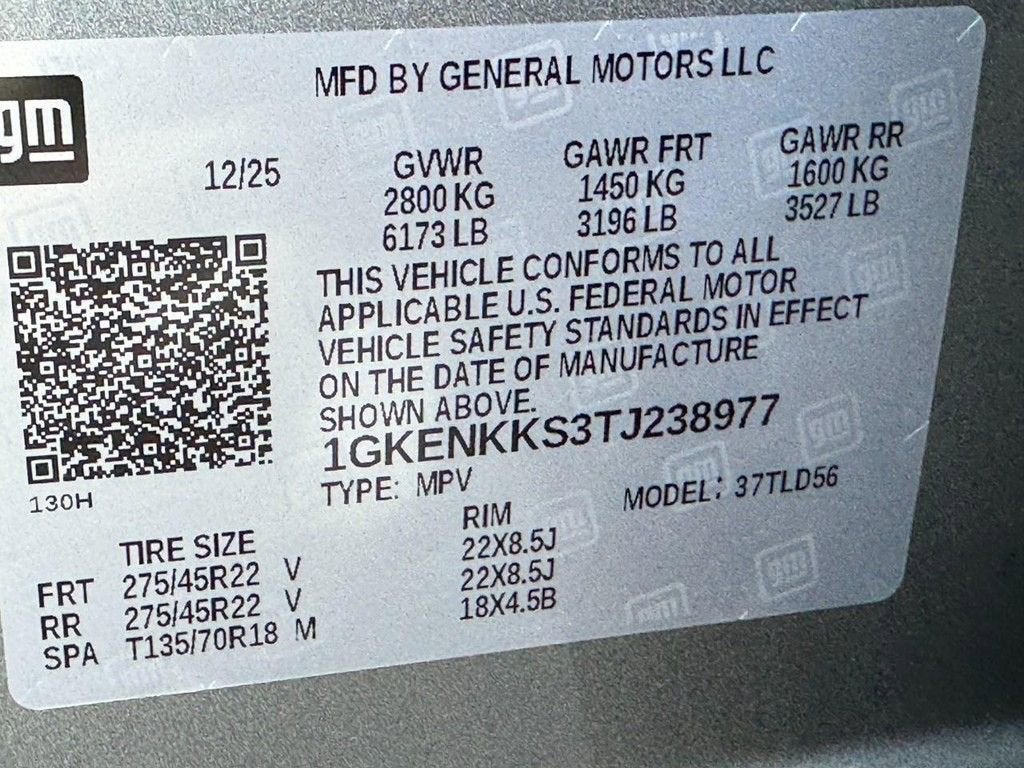 gm
MFD BY GENERAL MOTORS LLC
12/25
GVWR GAWR FRT GAWR RR
2800 KG 1450 KG 1600 KG
6173 LB 3196 LB 3527 LB
THIS VEHICLE CONFORMS TO ALL
APPLICABLE U.S. FEDERAL MOTOR
VEHICLE SAFETY STANDARDS IN EFFECT
ON THE DATE OF MANUFACTURE
SHOWN ABOVE.
1GKENKKS3TJ238977
TYPE: MPV MODEL: 37TLD56
130H
TIRE SIZE RIM
FRT 275/45R22 V 22X8.5J
RR 275/45R22 V 22X8.5J
SPA T135/70R18 M 18X4.5B